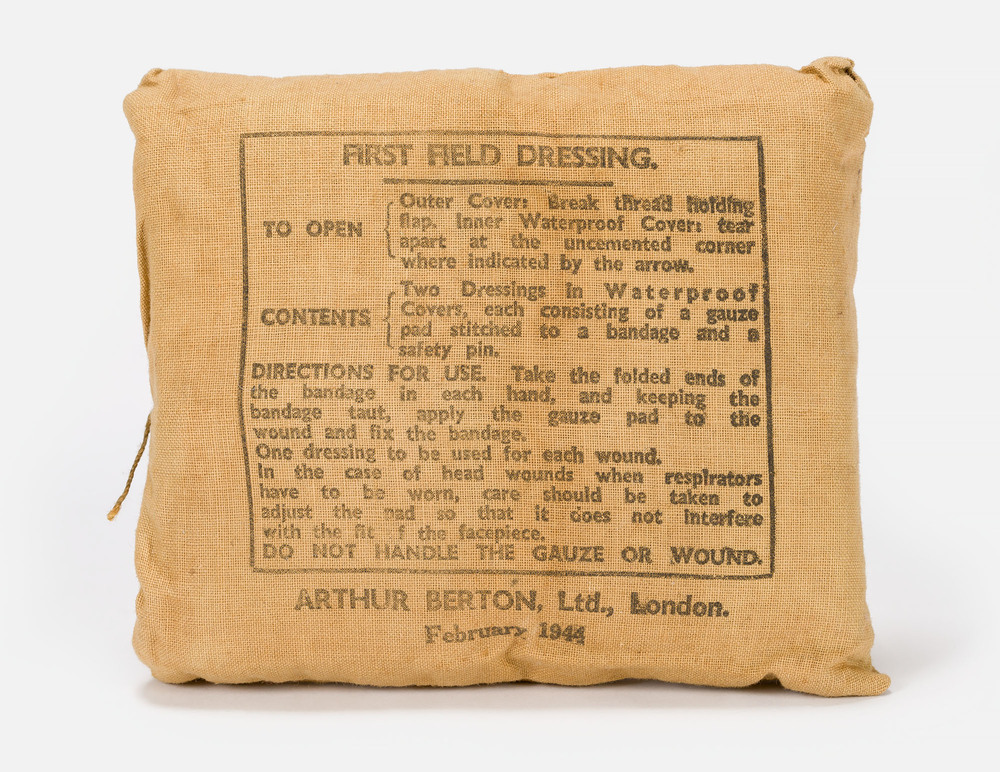 FIRST FIELD DRESSING.
TO OPEN
Outer Cover: Break thread holding
flap. Inner Waterproof Cover: tear
apart at the uncemented corner
where indicated by the arrow.
CONTENTS
Two Dressings in Waterproof
Covers, each consisting of a gauze
pad stitched to a bandage and a
safety pin.
DIRECTIONS FOR USE. Take the folded ends of
the bandage in each hand, and keeping the
bandage taut, apply the gauze pad to the
wound and fix the bandage.
One dressing to be used for each wound.
In the case of head wounds when respirators
have to be worn, care should be taken to
adjust the pad so that it does not interfere
with the fit f the facepiece.
DO NOT HANDLE THE GAUZE OR WOUND.
ARTHUR BERTON, Ltd., London.
February 1944